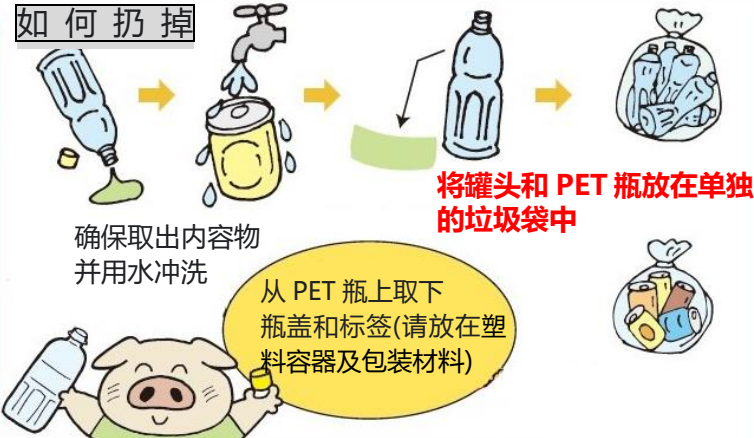 如何扔掉
将罐头和 PET 瓶放在单独
的垃圾袋中
确保取出内容物
并用水冲洗
从 PET 瓶上取下
瓶盖和标签(请放在塑
料容器及包装材料)